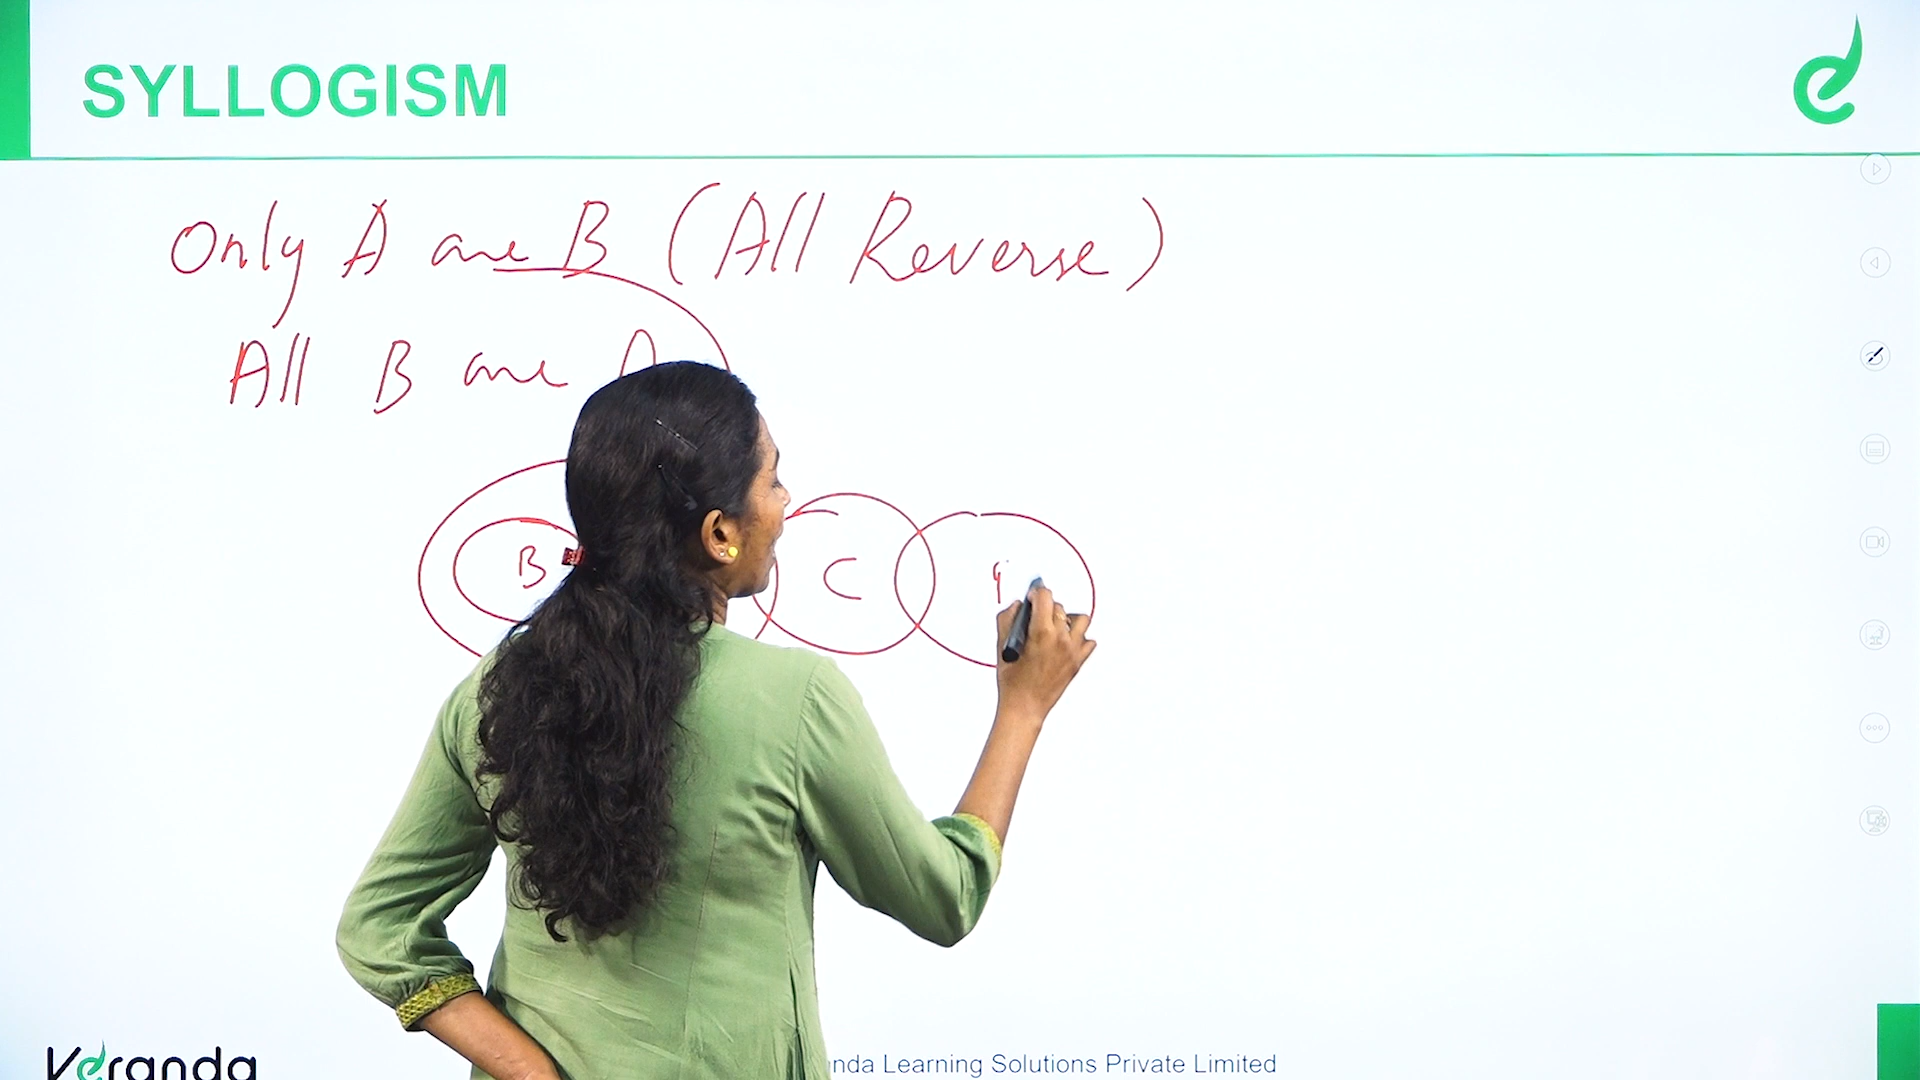 SYLLOGISM
Only A are B (All Reverse)
All B are A
B
C
Veranda
nda Learning Solutions Private Limited